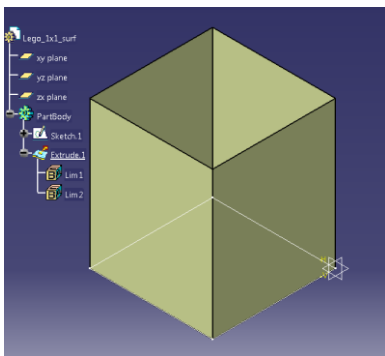 Lego_1x1_surf
xy plane
yz plane
zx plane
PartBody
Sketch.1
Extrude.1
Lim1
Lim2